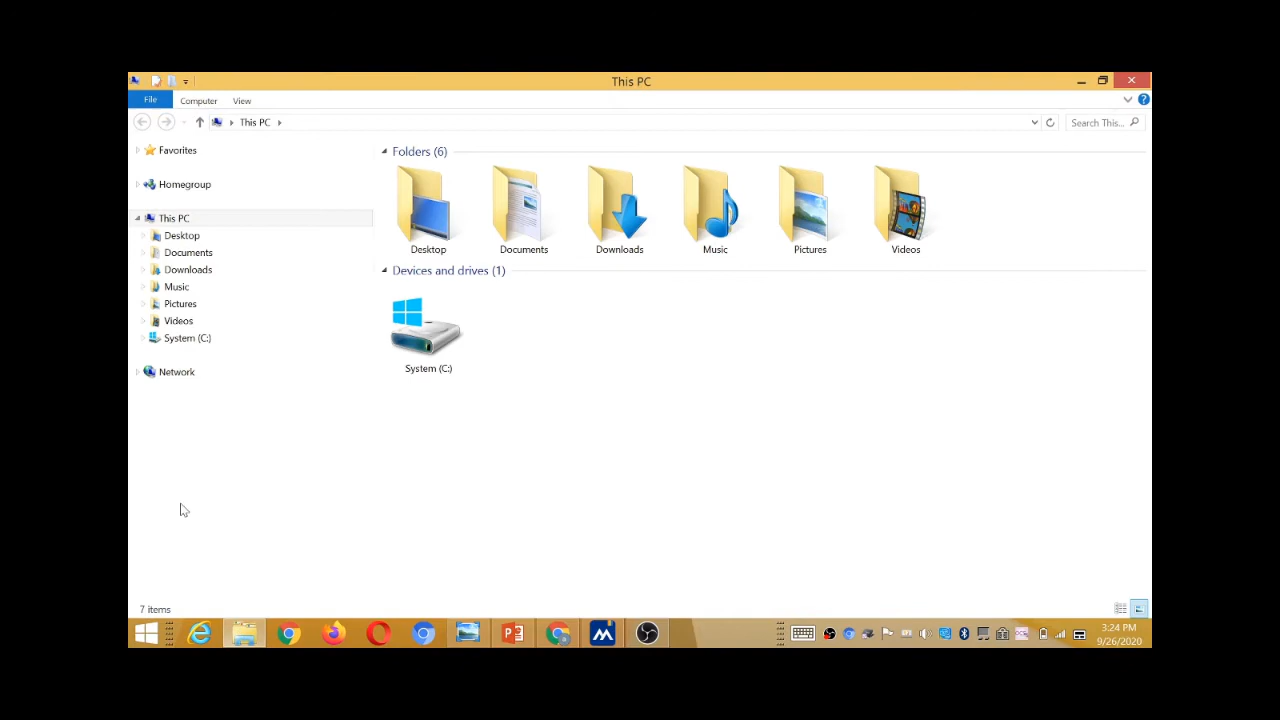 This PC
File Computer View
This PC
Search This...
Favorites
Homegroup
This PC
Desktop
Documents
Downloads
Music
Pictures
Videos
System (C:)
Network
Folders (6)
Desktop Documents Downloads Music Pictures Videos
Devices and drives (1)
System (C:)
7 items
3:24 PM
9/26/2020